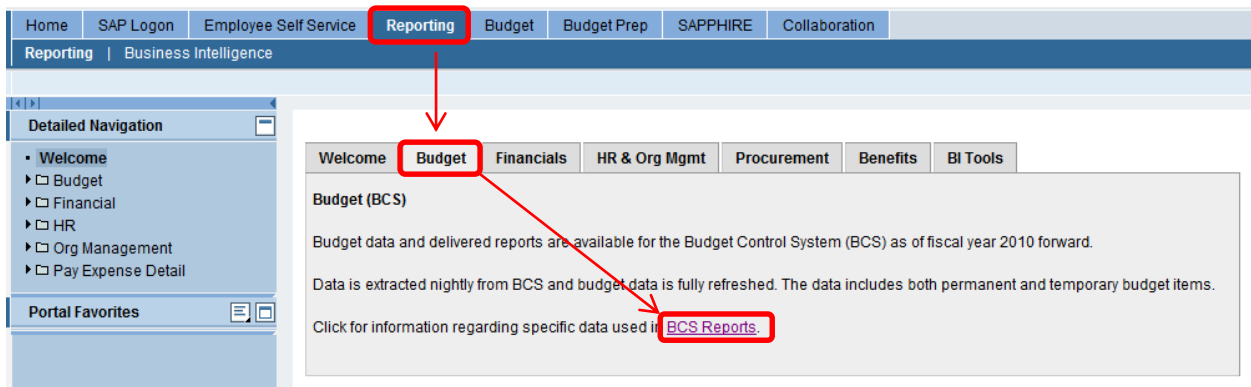 Home SAP Logon Employee Self Service Reporting Budget Budget Prep SAPPHIRE Collaboration
Reporting | Business Intelligence
Detailed Navigation
Welcome
Budget
Financial
HR
Org Management
Pay Expense Detail
Portal Favorites
Welcome Budget Financials HR & Org Mgmt Procurement Benefits BI Tools
Budget (BCS)
Budget data and delivered reports are available for the Budget Control System (BCS) as of fiscal year 2010 forward.
Data is extracted nightly from BCS and budget data is fully refreshed. The data includes both permanent and temporary budget items.
Click for information regarding specific data used in BCS Reports.